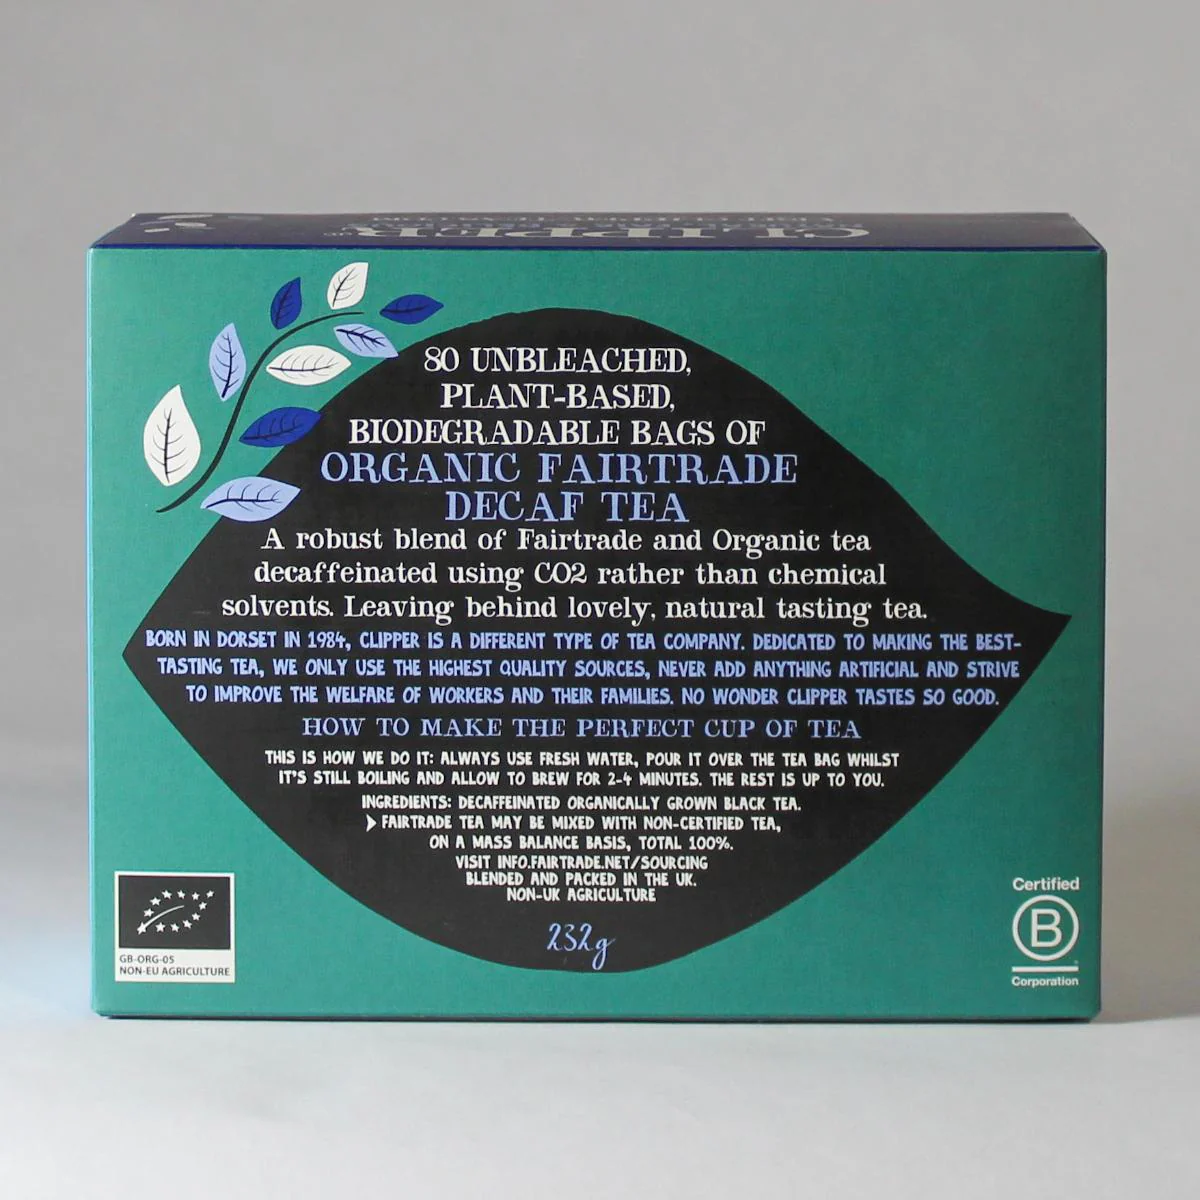 CLIPPER
80 UNBLEACHED,
PLANT-BASED,
BIODEGRADABLE BAGS OF
ORGANIC FAIRTRADE
DECAF TEA
A robust blend of Fairtrade and Organic tea
decaffeinated using CO2 rather than chemical
solvents. Leaving behind lovely, natural tasting tea.
BORN IN DORSET IN 1984, CLIPPER IS A DIFFERENT TYPE OF TEA COMPANY. DEDICATED TO MAKING THE BEST-
TASTING TEA, WE ONLY USE THE HIGHEST QUALITY SOURCES, NEVER ADD ANYTHING ARTIFICIAL AND STRIVE
TO IMPROVE THE WELFARE OF WORKERS AND THEIR FAMILIES. NO WONDER CLIPPER TASTES SO GOOD.
HOW TO MAKE THE PERFECT CUP OF TEA
THIS IS HOW WE DO IT: ALWAYS USE FRESH WATER, POUR IT OVER THE TEA BAG WHILST
IT'S STILL BOILING AND ALLOW TO BREW FOR 2-4 MINUTES. THE REST IS UP TO YOU.
INGREDIENTS: DECAFFEINATED ORGANICALLY GROWN BLACK TEA.
FAIRTRADE TEA MAY BE MIXED WITH NON-CERTIFIED TEA,
ON A MASS BALANCE BASIS, TOTAL 100%.
VISIT INFO.FAIRTRADE.NET/SOURCING
BLENDED AND PACKED IN THE UK.
NON-UK AGRICULTURE
232g
GB-ORG-05
NON-EU AGRICULTURE
Certified
B
Corporation